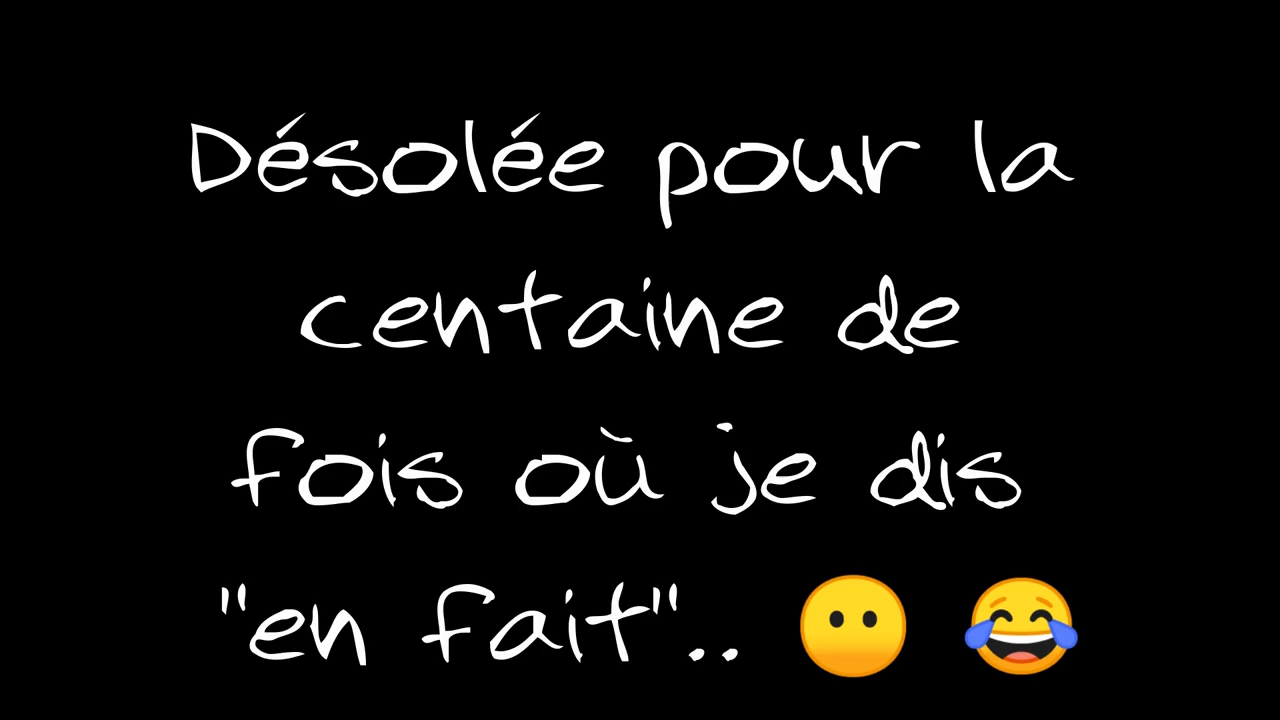 Désolée pour la
centaine de
fois où je dis
"en fait".. 😶 😂